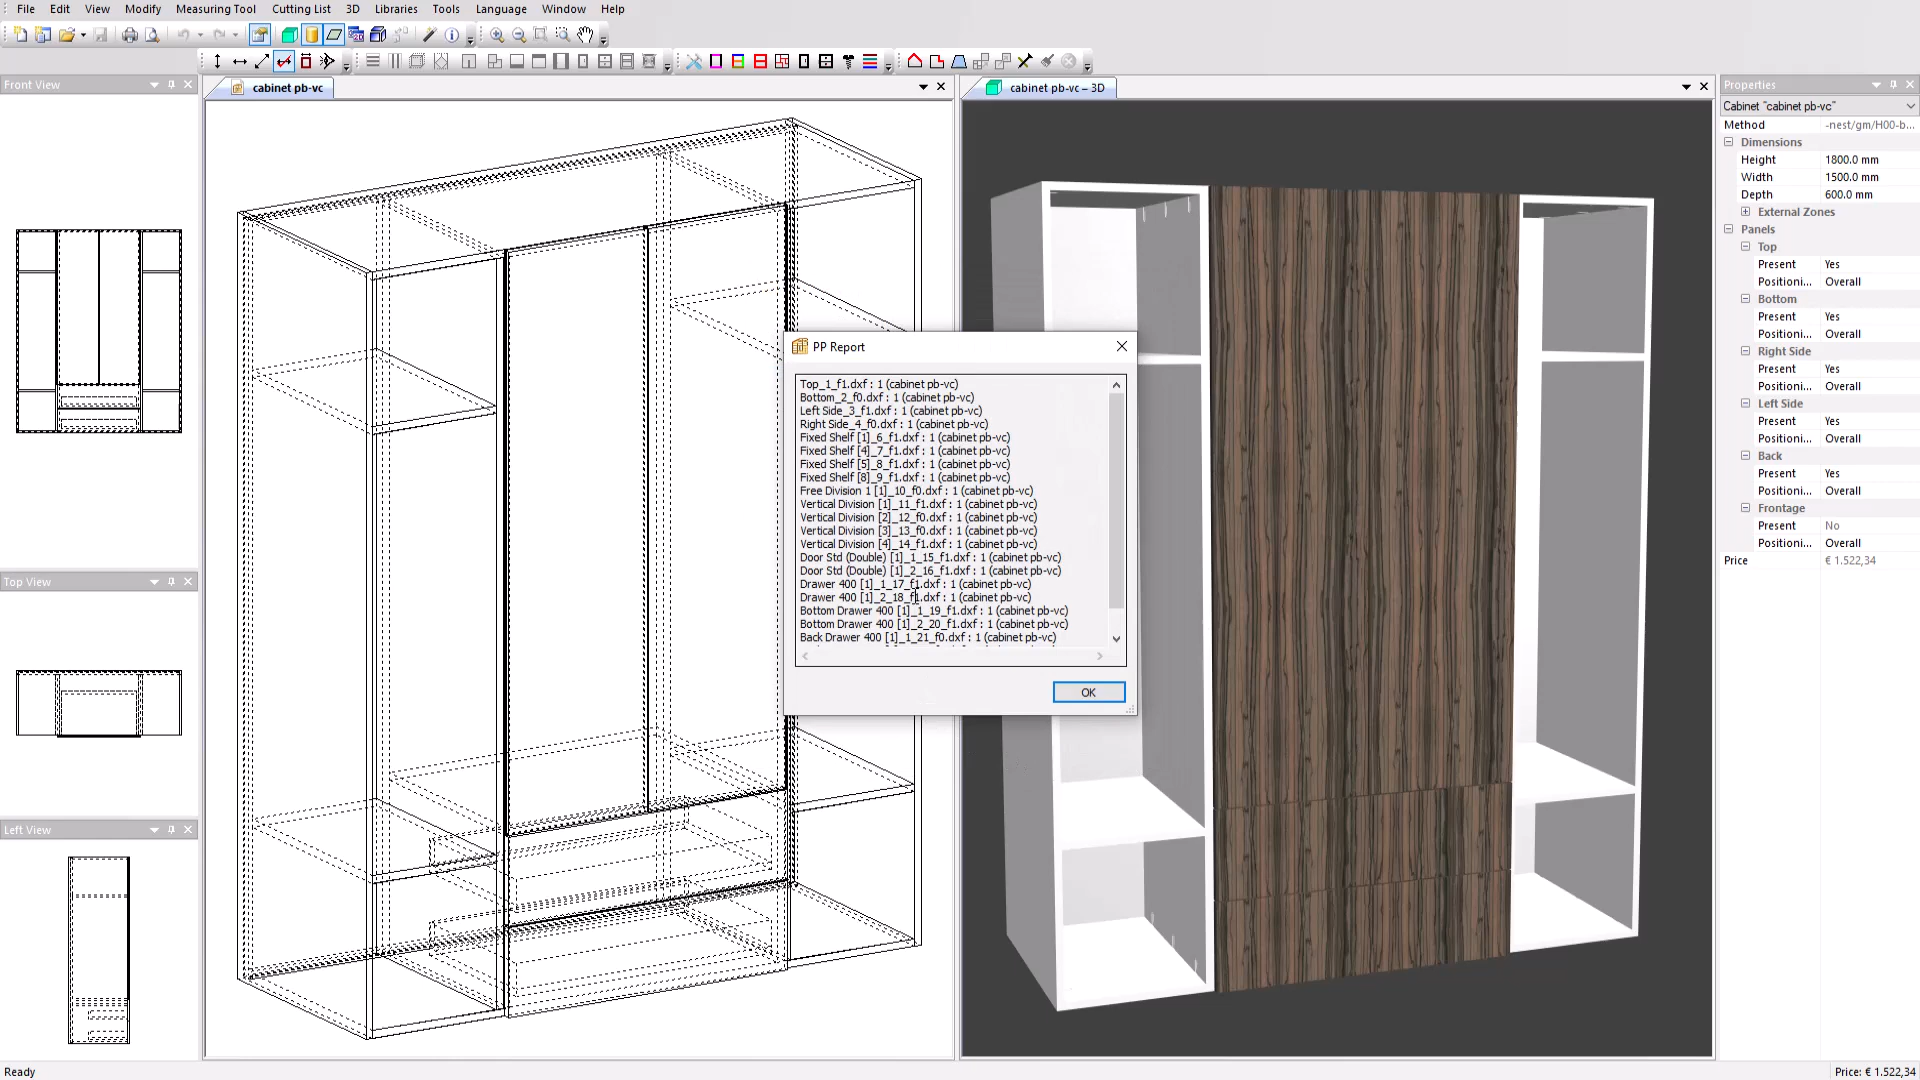 File Edit View Modify Measuring Tool Cutting List 3D Libraries Tools Language Window Help
Front View
Top View
Left View
cabinet pb-vc
cabinet pb-vc – 3D
PP Report
Top_1_f1.dxf : 1 (cabinet pb-vc)
Bottom_2_f0.dxf : 1 (cabinet pb-vc)
Left Side_3_f1.dxf : 1 (cabinet pb-vc)
Right Side_4_f0.dxf : 1 (cabinet pb-vc)
Fixed Shelf [1]_6_f1.dxf : 1 (cabinet pb-vc)
Fixed Shelf [4]_7_f1.dxf : 1 (cabinet pb-vc)
Fixed Shelf [5]_8_f1.dxf : 1 (cabinet pb-vc)
Fixed Shelf [8]_9_f1.dxf : 1 (cabinet pb-vc)
Free Division 1 [1]_10_f0.dxf : 1 (cabinet pb-vc)
Vertical Division [1]_11_f1.dxf : 1 (cabinet pb-vc)
Vertical Division [2]_12_f0.dxf : 1 (cabinet pb-vc)
Vertical Division [3]_13_f0.dxf : 1 (cabinet pb-vc)
Vertical Division [4]_14_f1.dxf : 1 (cabinet pb-vc)
Door Std (Double) [1]_1_15_f1.dxf : 1 (cabinet pb-vc)
Door Std (Double) [1]_2_16_f1.dxf : 1 (cabinet pb-vc)
Drawer 400 [1]_1_17_f1.dxf : 1 (cabinet pb-vc)
Drawer 400 [1]_2_18_f1.dxf : 1 (cabinet pb-vc)
Bottom Drawer 400 [1]_1_19_f1.dxf : 1 (cabinet pb-vc)
Bottom Drawer 400 [1]_2_20_f1.dxf : 1 (cabinet pb-vc)
Back Drawer 400 [1]_1_21_f0.dxf : 1 (cabinet pb-vc)
OK
Properties
Cabinet "cabinet pb-vc"
Method -nest/gm/H00-b...
Dimensions
Height 1800.0 mm
Width 1500.0 mm
Depth 600.0 mm
External Zones
Panels
Top
Present Yes
Positioni... Overall
Bottom
Present Yes
Positioni... Overall
Right Side
Present Yes
Positioni... Overall
Left Side
Present Yes
Positioni... Overall
Back
Present Yes
Positioni... Overall
Frontage
Present No
Positioni... Overall
Price € 1.522,34
Ready
Price: € 1.522,34